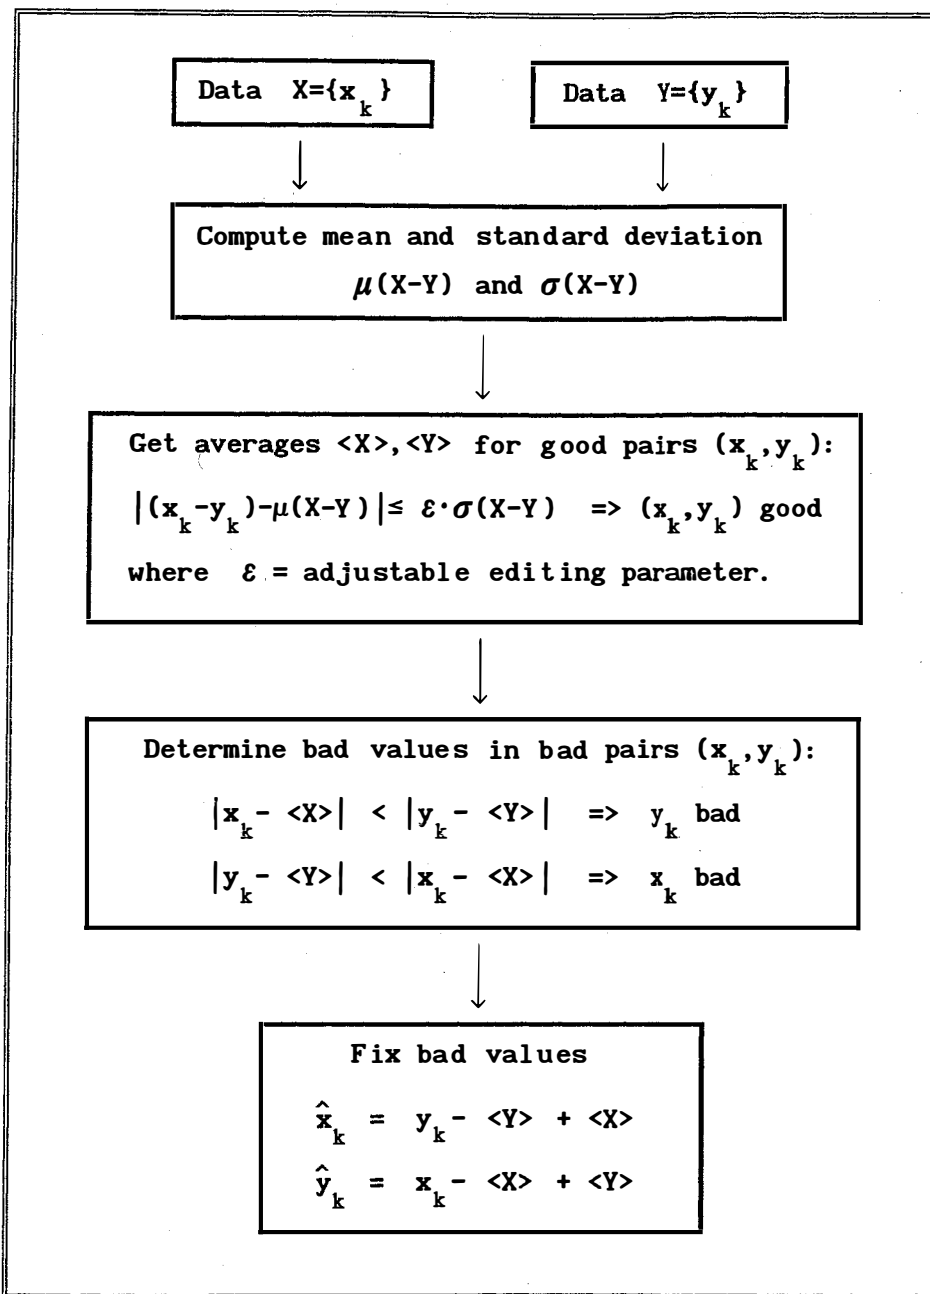 Data X={x_k}
Data Y={y_k}
Compute mean and standard deviation
μ(X-Y) and σ(X-Y)
Get averages <X>,<Y> for good pairs (x_k,y_k):
|(x_k-y_k)-μ(X-Y)|≤ ε·σ(X-Y) => (x_k,y_k) good
where ε = adjustable editing parameter.
Determine bad values in bad pairs (x_k,y_k):
|x_k- <X>| < |y_k- <Y>| => y_k bad
|y_k- <Y>| < |x_k- <X>| => x_k bad
Fix bad values
x̂_k = y_k- <Y> + <X>
ŷ_k = x_k- <X> + <Y>